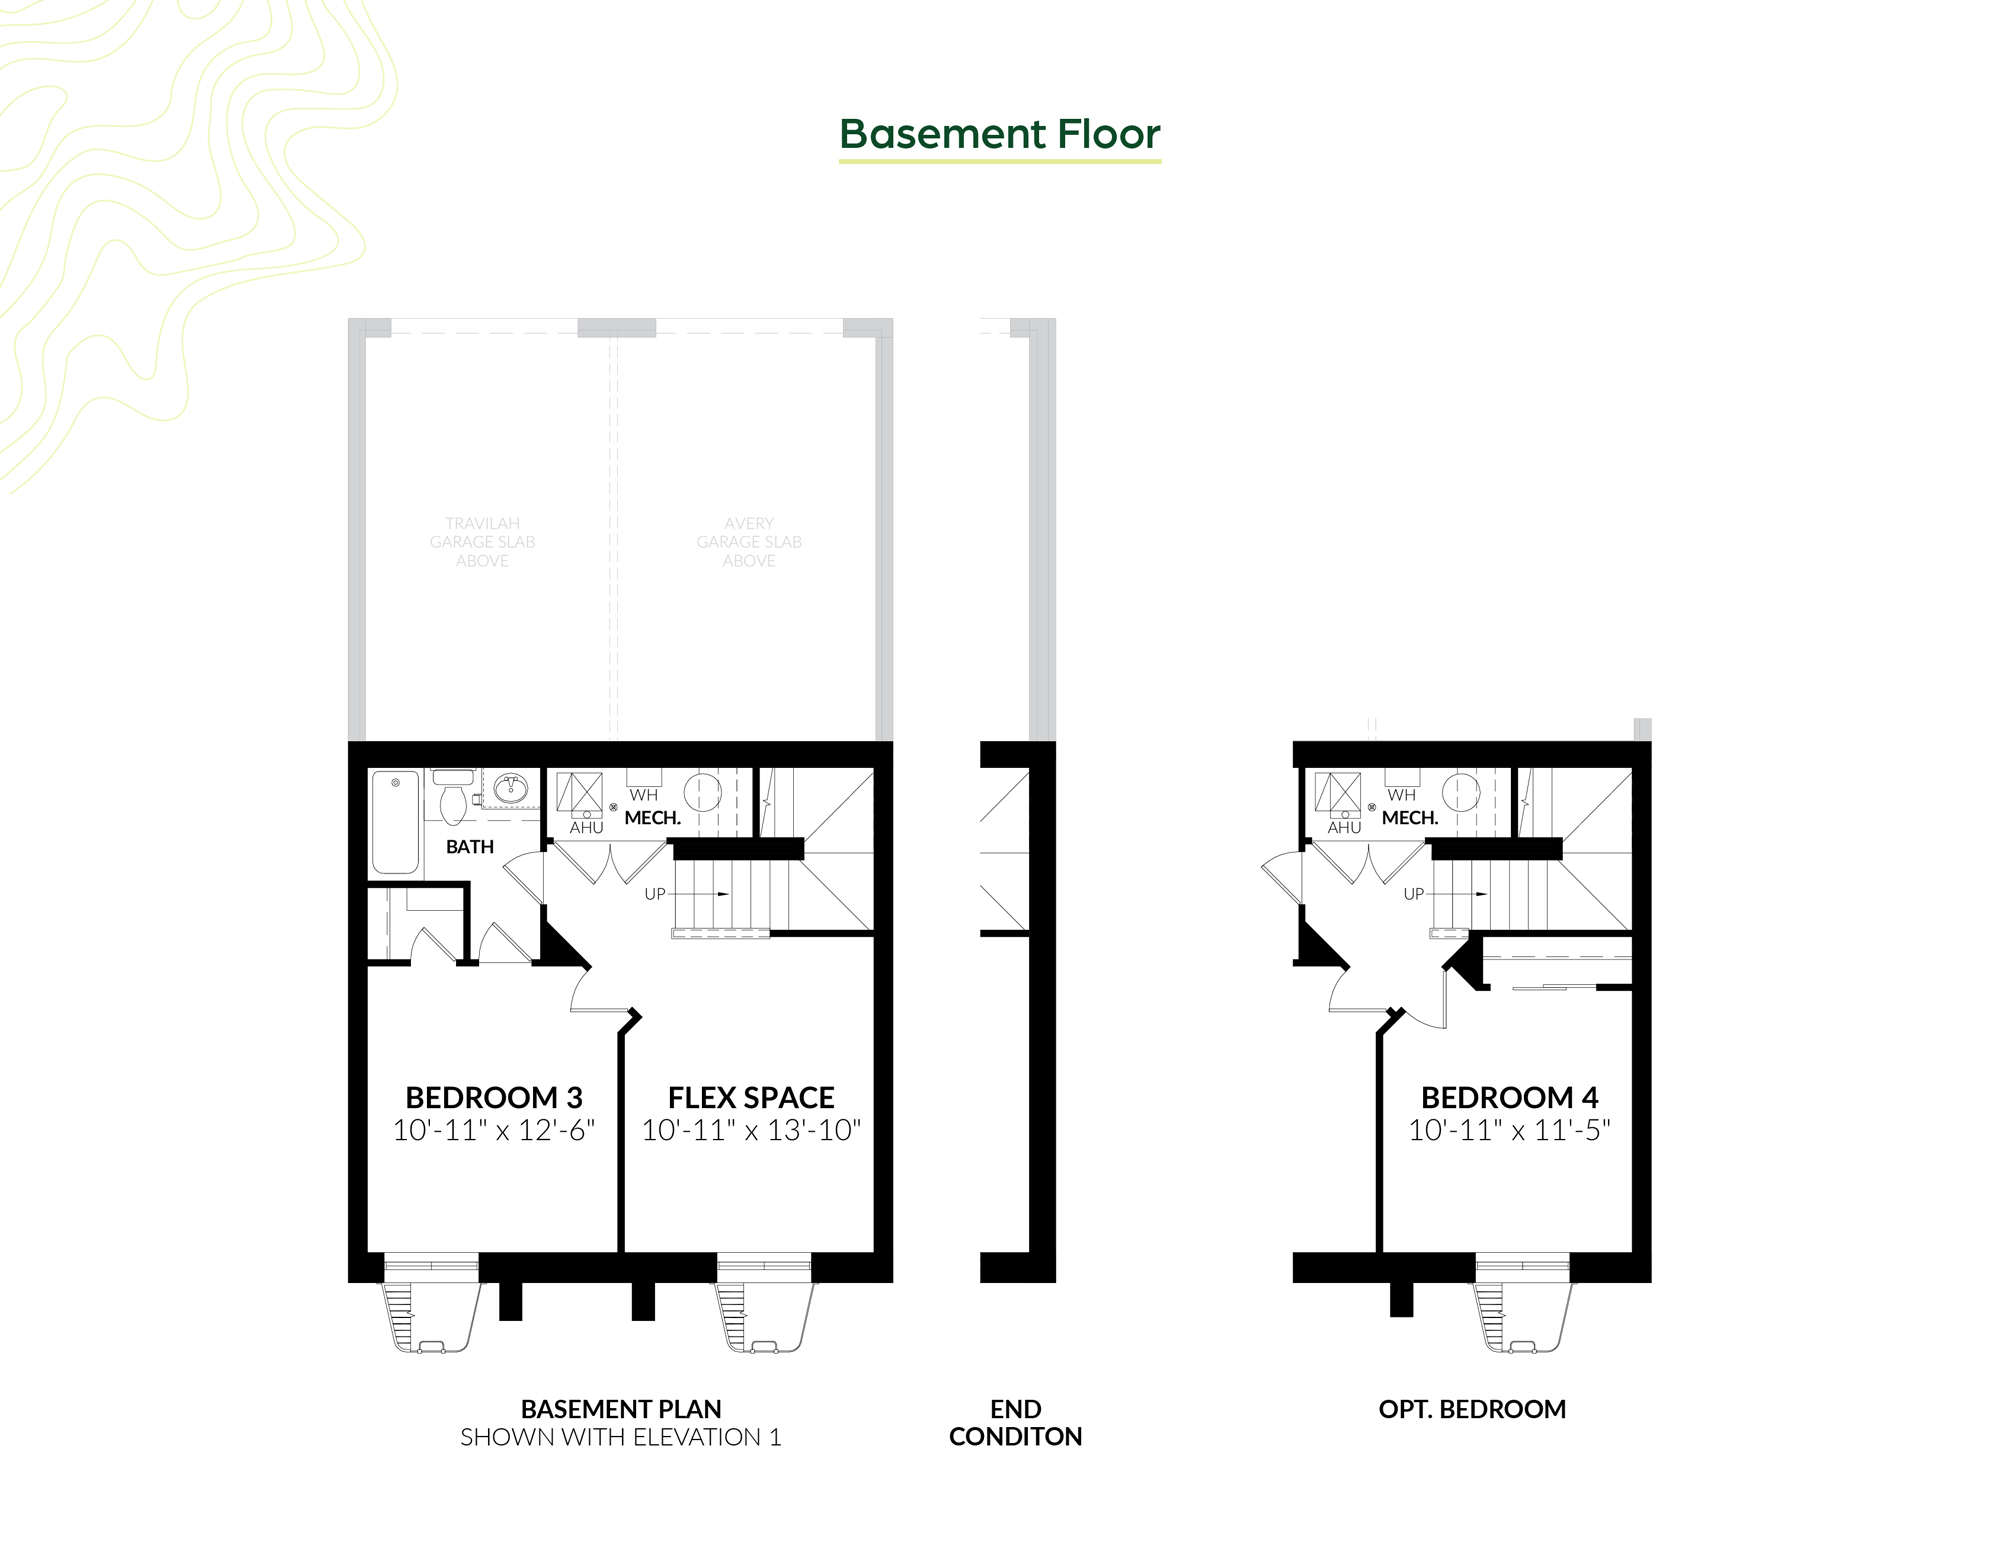 Basement Floor
TRAVILAH
GARAGE SLAB
ABOVE
AVERY
GARAGE SLAB
ABOVE
WH
MECH.
AHU
BATH
UP
BEDROOM 3
10'-11" x 12'-6"
FLEX SPACE
10'-11" x 13'-10"
BASEMENT PLAN
SHOWN WITH ELEVATION 1
END
CONDITON
WH
MECH.
AHU
UP
BEDROOM 4
10'-11" x 11'-5"
OPT. BEDROOM